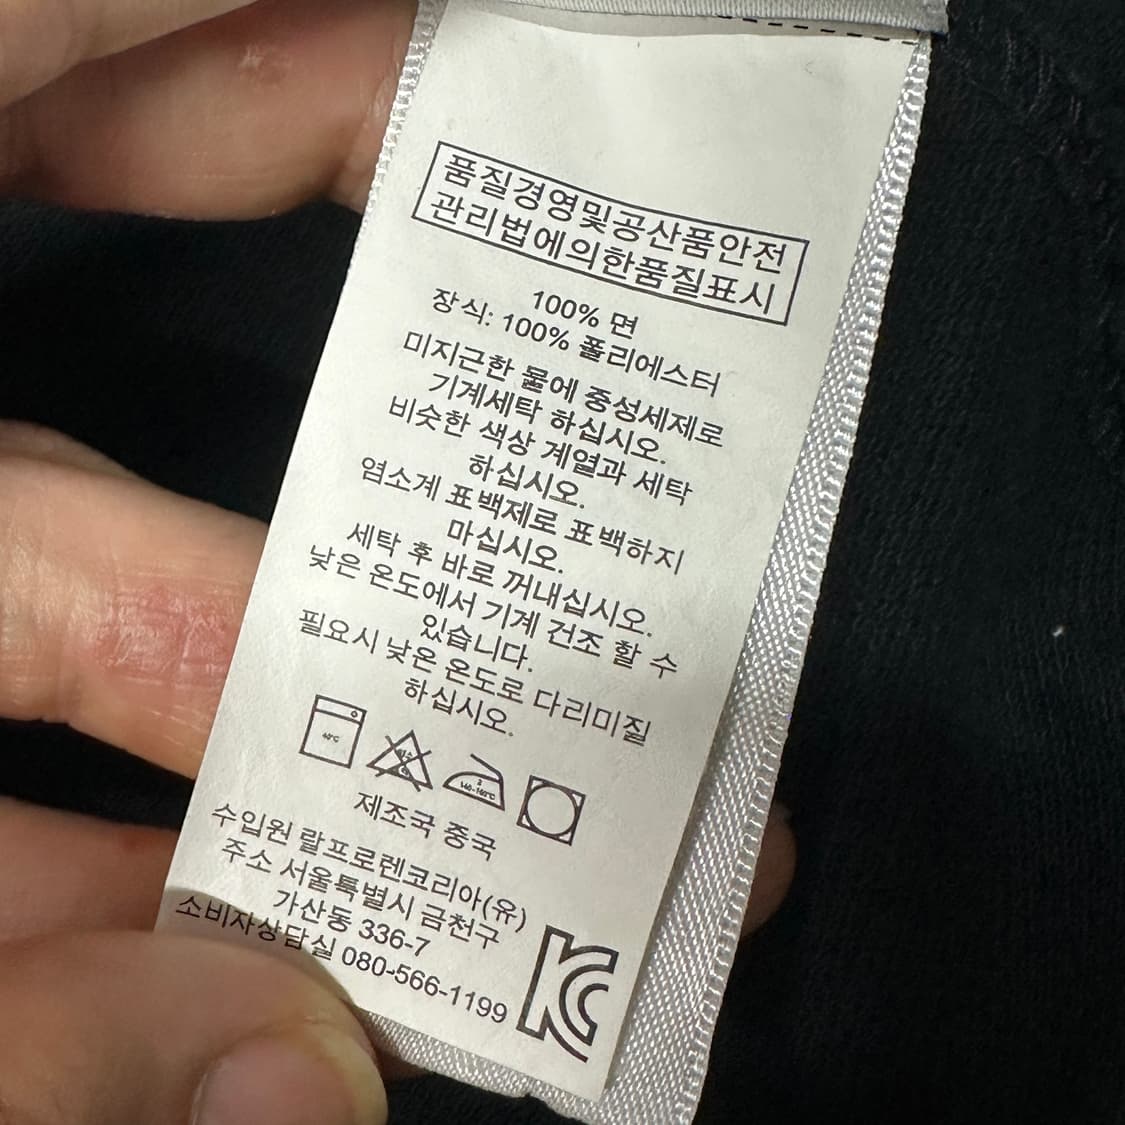 품질경영및공산품안전
관리법에의한품질표시
100% 면
장식: 100% 폴리에스터
미지근한 물에 중성세제로
기계세탁 하십시오.
비슷한 색상 계열과 세탁
하십시오.
염소계 표백제로 표백하지
마십시오.
세탁 후 바로 꺼내십시오.
낮은 온도에서 기계 건조 할 수
있습니다.
필요시 낮은 온도로 다리미질
하십시오.
40℃
염소
2
140-160℃
제조국 중국
수입원 랄프로렌코리아(유)
주소 서울특별시 금천구
가산동 336-7
소비자상담실 080-566-1199
KC